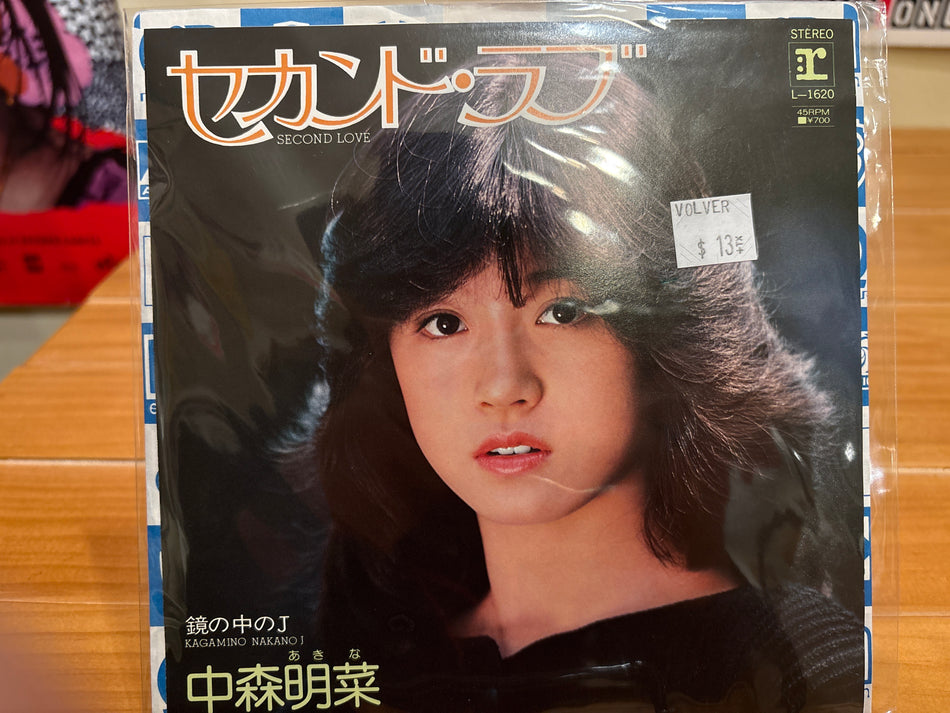 セカンド・ラブ
SECOND LOVE
STEREO
r
L-1620
45RPM
■¥700
VOLVER
$ 13
鏡の中のJ
KAGAMINO NAKANO J
あきな
中森明菜
ON